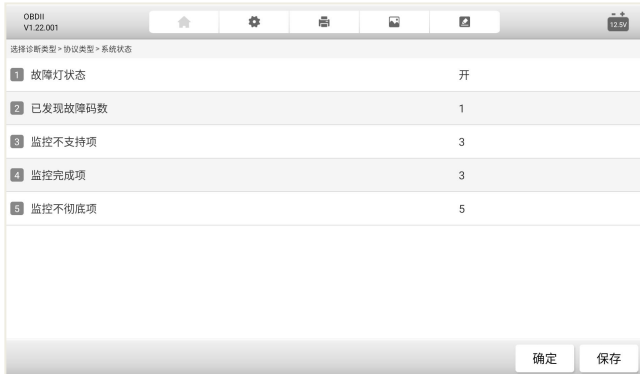 OBDII
V1.22.001
12.5V
选择诊断类型>协议类型>系统状态
1 故障灯状态 开
2 已发现故障码数 1
3 监控不支持项 3
4 监控完成项 3
5 监控不彻底项 5
确定 保存